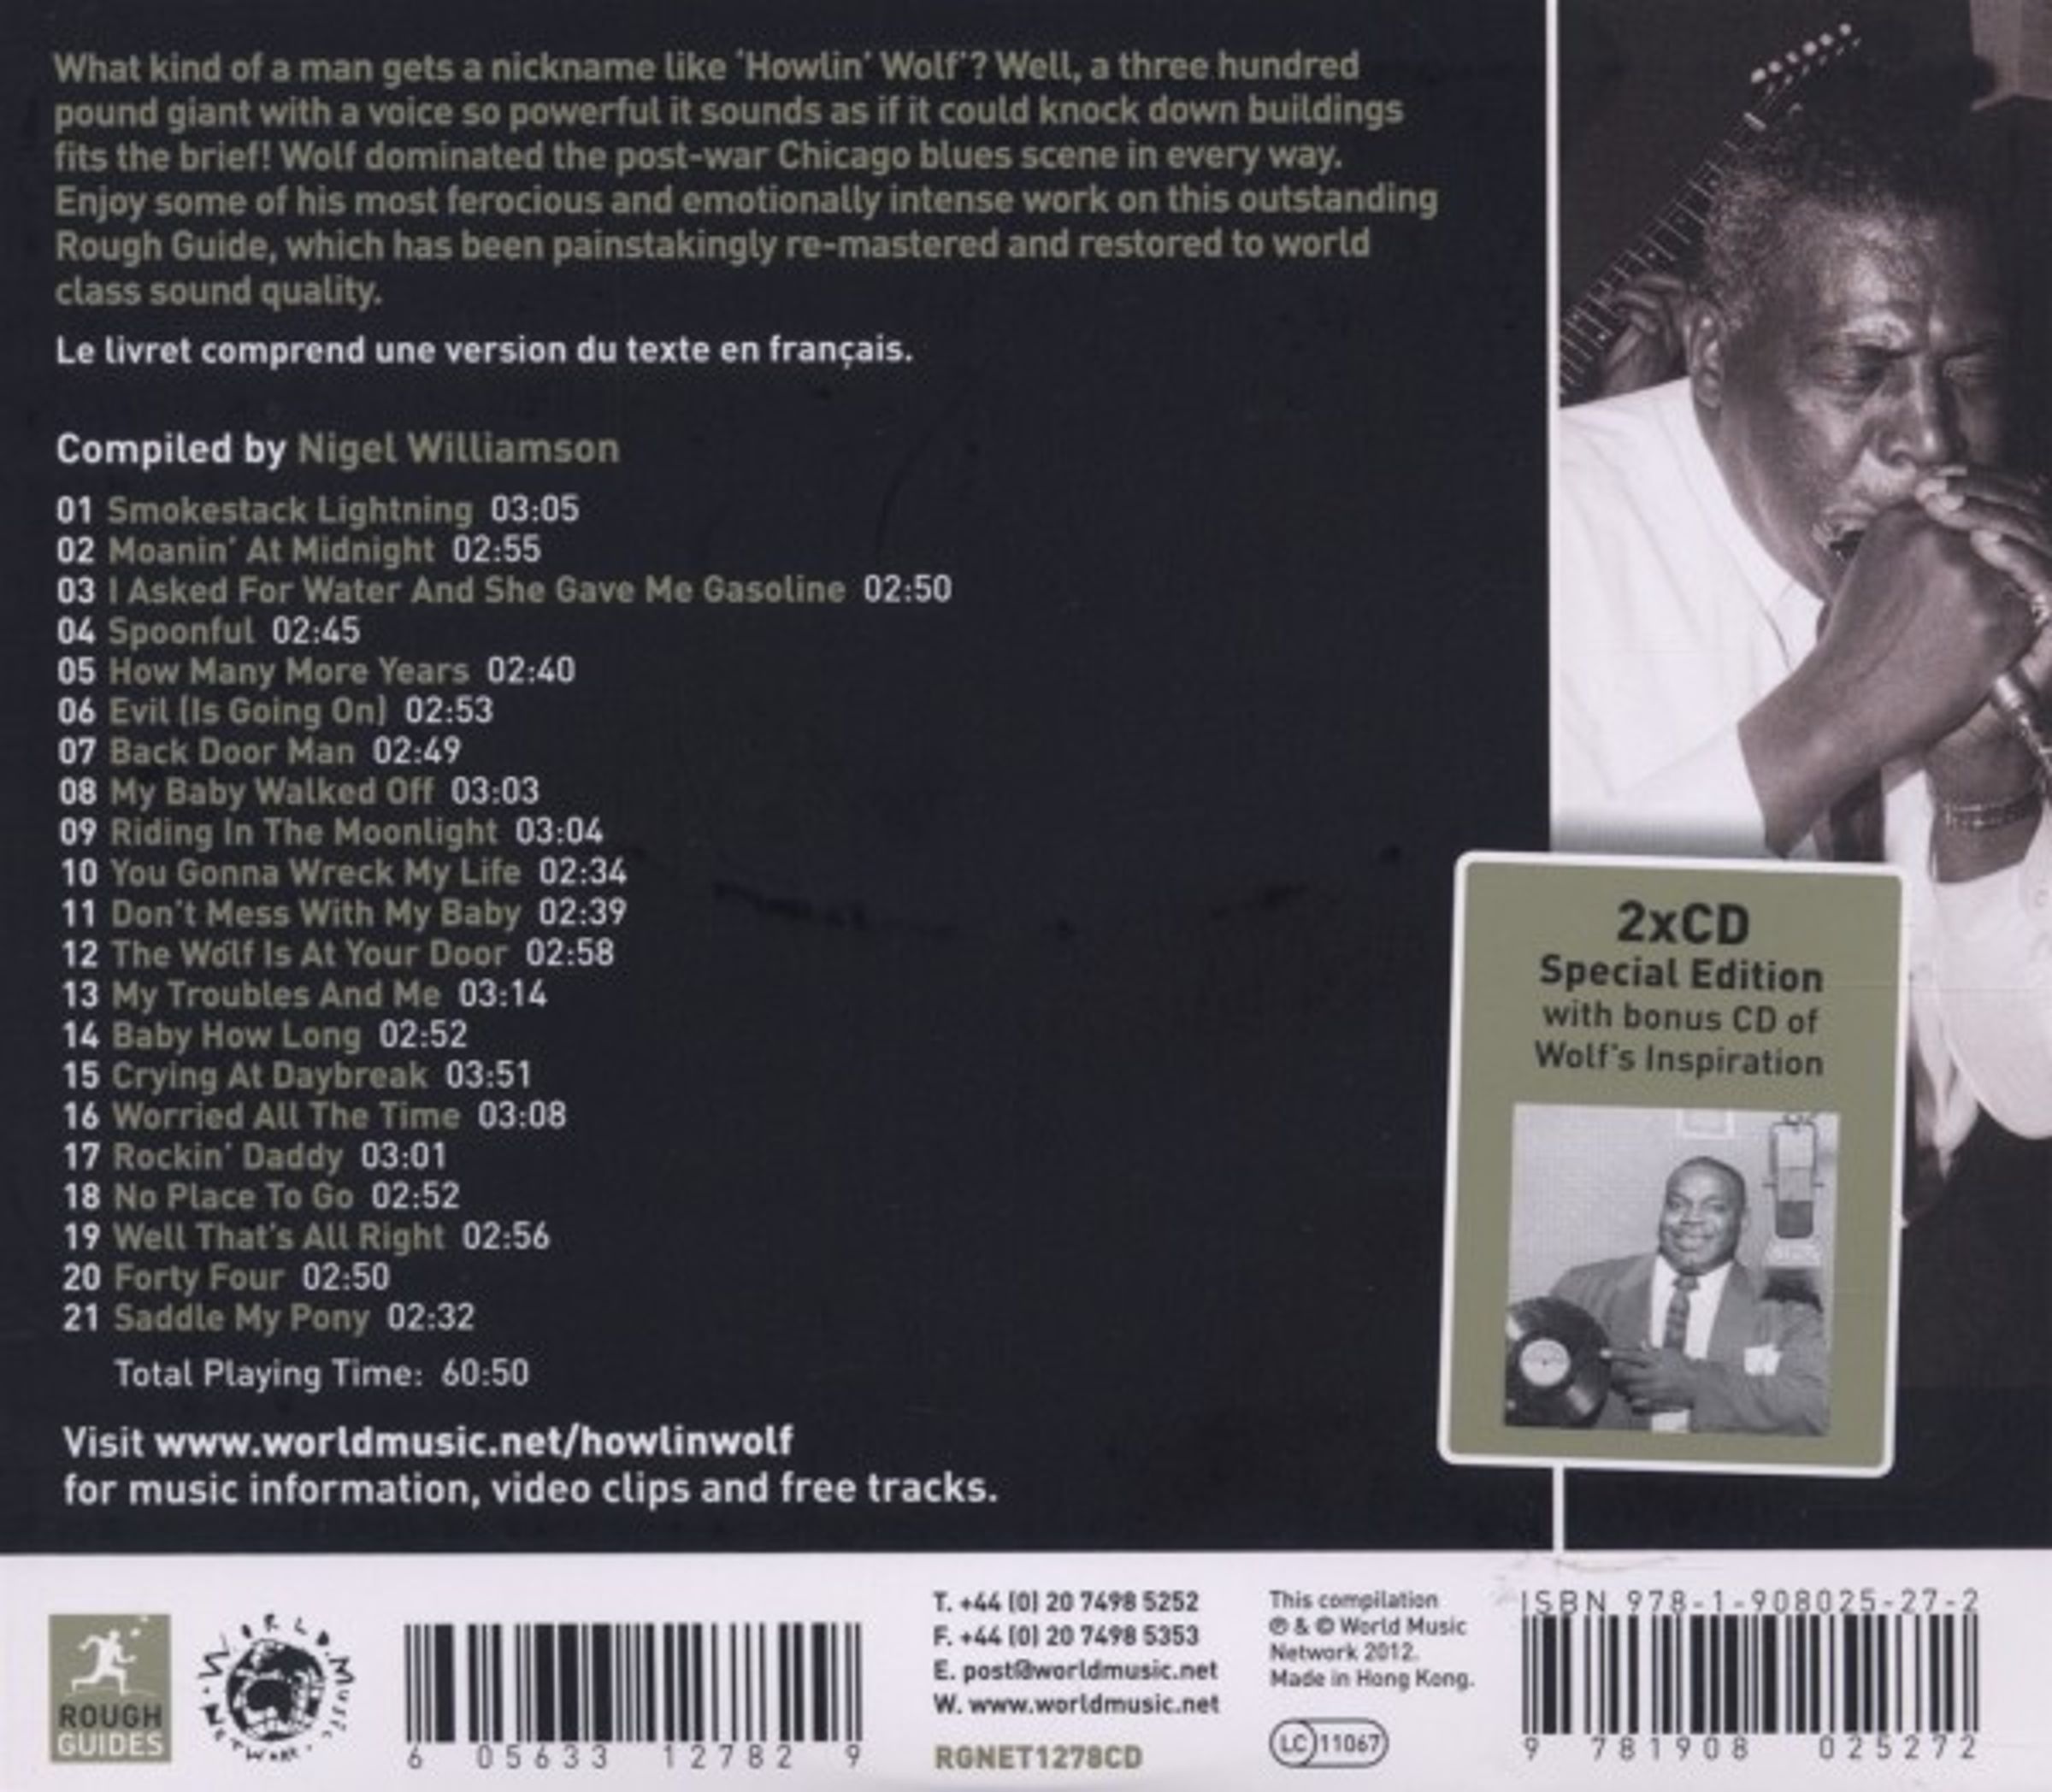 What kind of a man gets a nickname like ‘Howlin’ Wolf’? Well, a three hundred
pound giant with a voice so powerful it sounds as if it could knock down buildings
fits the brief! Wolf dominated the post-war Chicago blues scene in every way.
Enjoy some of his most ferocious and emotionally intense work on this outstanding
Rough Guide, which has been painstakingly re-mastered and restored to world
class sound quality.
Le livret comprend une version du texte en français.
Compiled by Nigel Williamson
01 Smokestack Lightning 03:05
02 Moanin’ At Midnight 02:55
03 I Asked For Water And She Gave Me Gasoline 02:50
04 Spoonful 02:45
05 How Many More Years 02:40
06 Evil (Is Going On) 02:53
07 Back Door Man 02:49
08 My Baby Walked Off 03:03
09 Riding In The Moonlight 03:04
10 You Gonna Wreck My Life 02:34
11 Don’t Mess With My Baby 02:39
12 The Wolf Is At Your Door 02:58
13 My Troubles And Me 03:14
14 Baby How Long 02:52
15 Crying At Daybreak 03:51
16 Worried All The Time 03:08
17 Rockin’ Daddy 03:01
18 No Place To Go 02:52
19 Well That’s All Right 02:56
20 Forty Four 02:50
21 Saddle My Pony 02:32
Total Playing Time: 60:50
Visit www.worldmusic.net/howlinwolf
for music information, video clips and free tracks.
2xCD
Special Edition
with bonus CD of
Wolf’s Inspiration
ROUGH
GUIDES
WORLD MUSIC NETWORK
6 05633 12782 9
T. +44 (0) 20 7498 5252
F. +44 (0) 20 7498 5353
E. post@worldmusic.net
W. www.worldmusic.net
RGNET1278CD
This compilation
℗ & © World Music
Network 2012.
Made in Hong Kong.
LC 11067
ISBN 978-1-908025-27-2
9 781908 025272